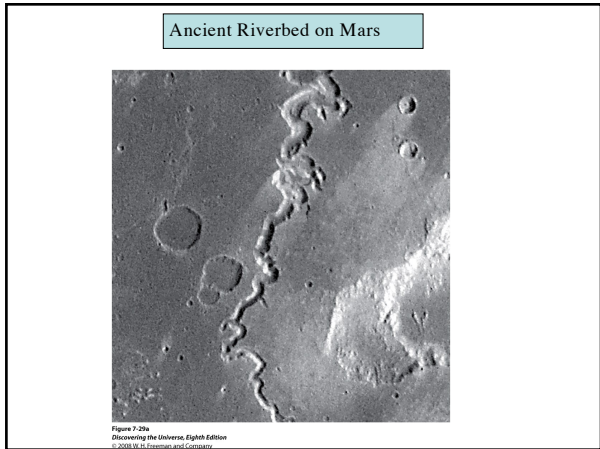 Ancient Riverbed on Mars
Figure 7-29a
Discovering the Universe, Eighth Edition
© 2008 W. H. Freeman and Company